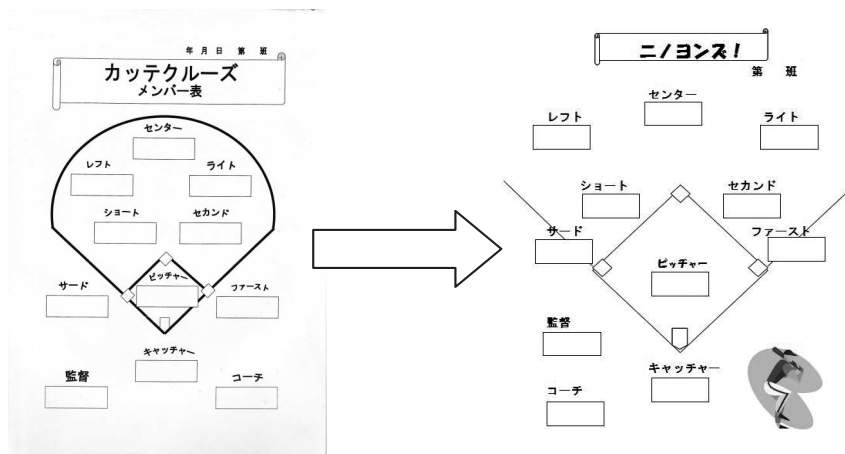 年 月 日 第 班
カッテクルーズ
メンバー表
センター
レフト
ライト
ショート
セカンド
ピッチャー
サード
ファースト
キャッチャー
監督
コーチ
ニノヨンズ！
第 班
センター
レフト
ライト
ショート
セカンド
サード
ファースト
ピッチャー
監督
キャッチャー
コーチ